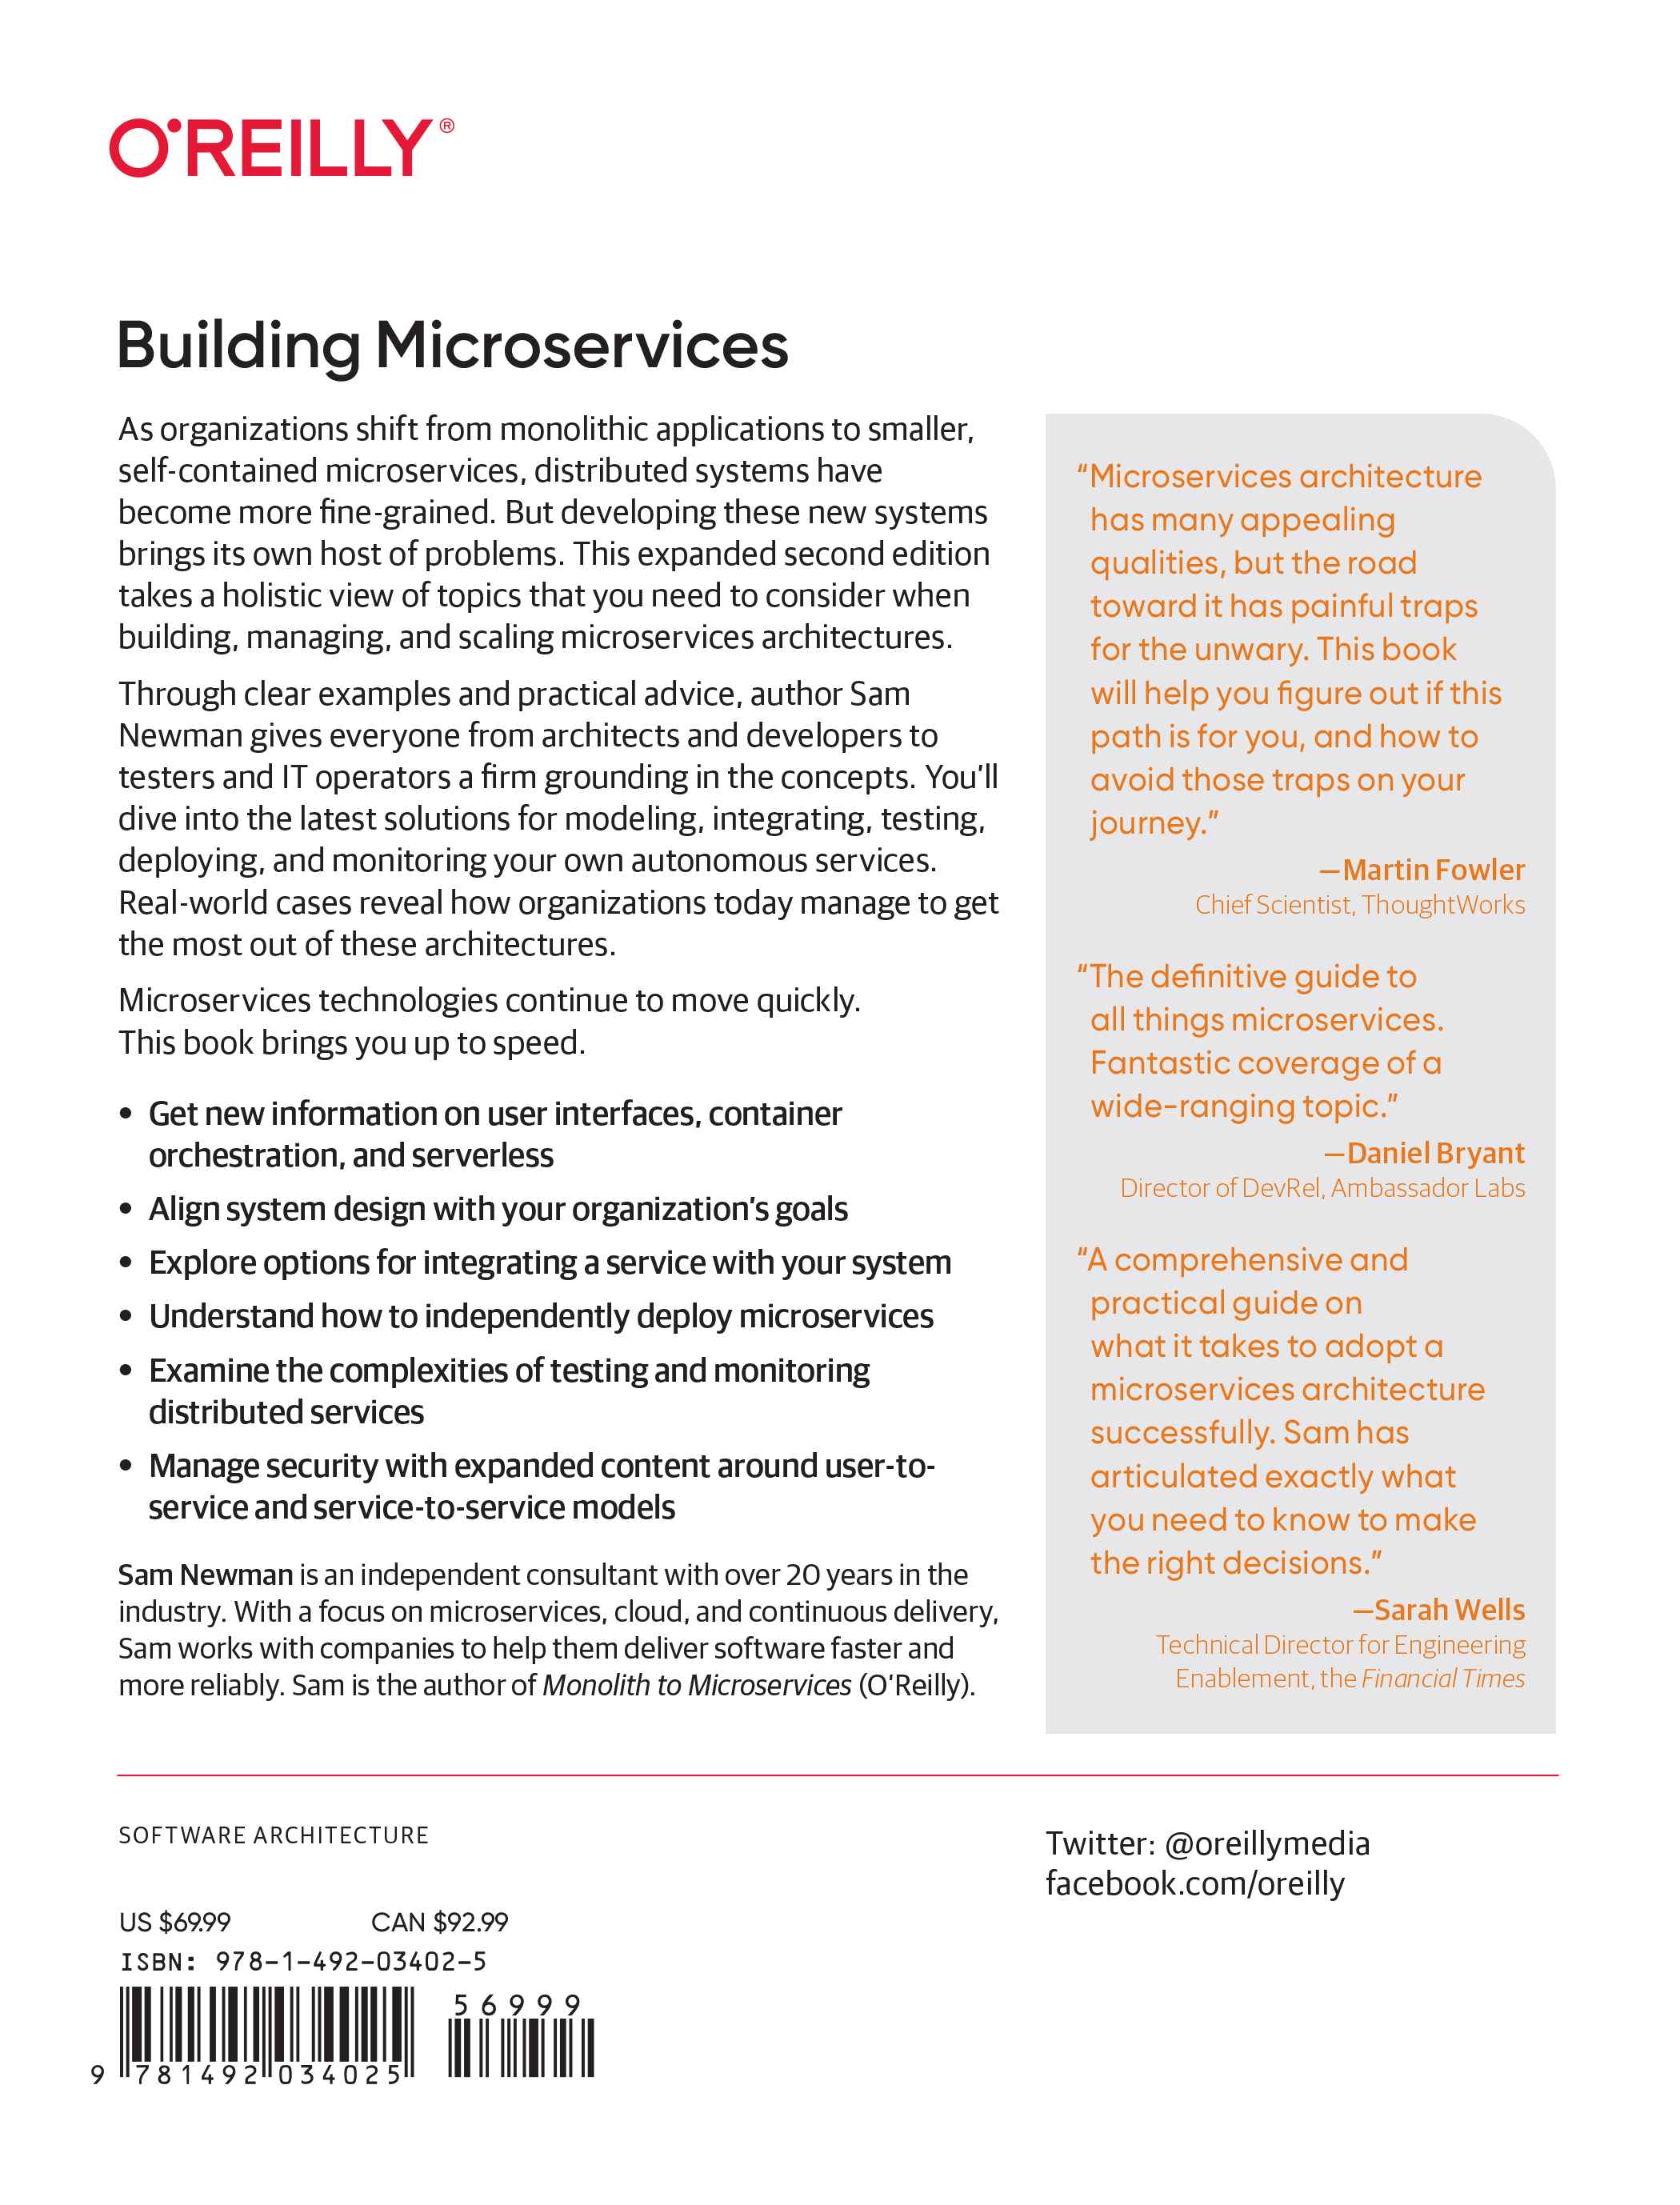 O'REILLY®
Building Microservices
As organizations shift from monolithic applications to smaller,
self-contained microservices, distributed systems have
become more fine-grained. But developing these new systems
brings its own host of problems. This expanded second edition
takes a holistic view of topics that you need to consider when
building, managing, and scaling microservices architectures.
Through clear examples and practical advice, author Sam
Newman gives everyone from architects and developers to
testers and IT operators a firm grounding in the concepts. You’ll
dive into the latest solutions for modeling, integrating, testing,
deploying, and monitoring your own autonomous services.
Real-world cases reveal how organizations today manage to get
the most out of these architectures.
Microservices technologies continue to move quickly.
This book brings you up to speed.
• Get new information on user interfaces, container
orchestration, and serverless
• Align system design with your organization’s goals
• Explore options for integrating a service with your system
• Understand how to independently deploy microservices
• Examine the complexities of testing and monitoring
distributed services
• Manage security with expanded content around user-to-
service and service-to-service models
Sam Newman is an independent consultant with over 20 years in the
industry. With a focus on microservices, cloud, and continuous delivery,
Sam works with companies to help them deliver software faster and
more reliably. Sam is the author of Monolith to Microservices (O’Reilly).
“Microservices architecture
has many appealing
qualities, but the road
toward it has painful traps
for the unwary. This book
will help you figure out if this
path is for you, and how to
avoid those traps on your
journey.”
—Martin Fowler
Chief Scientist, ThoughtWorks
“The definitive guide to
all things microservices.
Fantastic coverage of a
wide-ranging topic.”
—Daniel Bryant
Director of DevRel, Ambassador Labs
“A comprehensive and
practical guide on
what it takes to adopt a
microservices architecture
successfully. Sam has
articulated exactly what
you need to know to make
the right decisions.”
—Sarah Wells
Technical Director for Engineering
Enablement, the Financial Times
SOFTWARE ARCHITECTURE
US $69.99 CAN $92.99
ISBN: 978-1-492-03402-5
56999
9 781492 034025
Twitter: @oreillymedia
facebook.com/oreilly